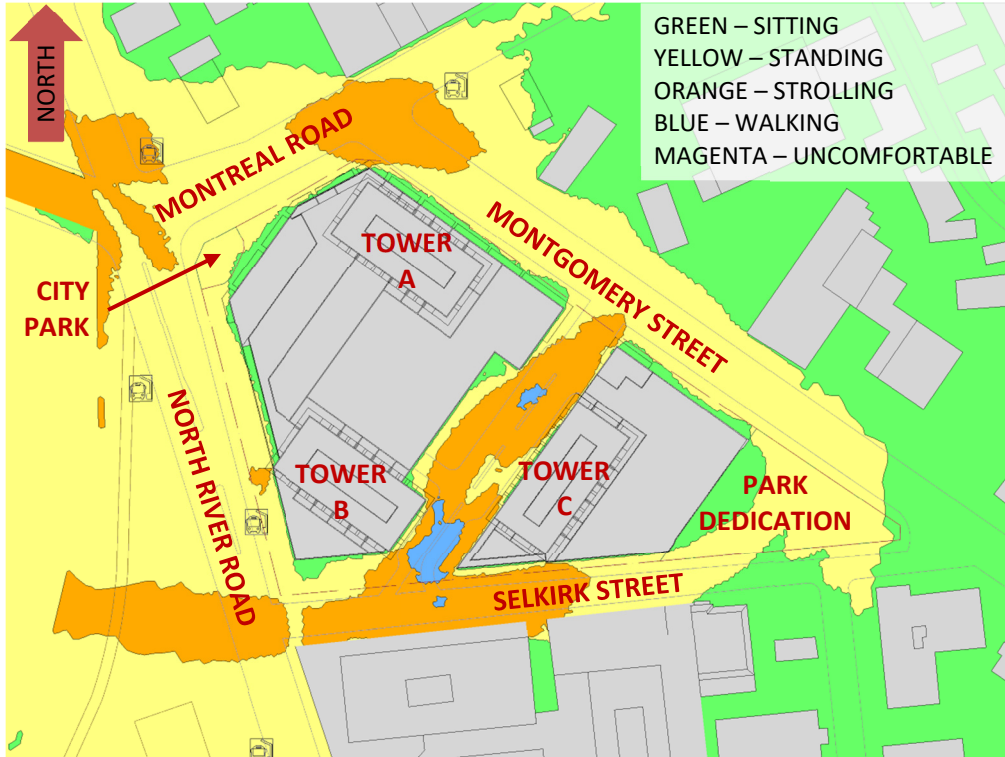 NORTH
GREEN – SITTING
YELLOW – STANDING
ORANGE – STROLLING
BLUE – WALKING
MAGENTA – UNCOMFORTABLE
MONTREAL ROAD
TOWER
A
MONTGOMERY STREET
CITY
PARK
NORTH RIVER ROAD
TOWER
B
TOWER
C
PARK
DEDICATION
SELKIRK STREET